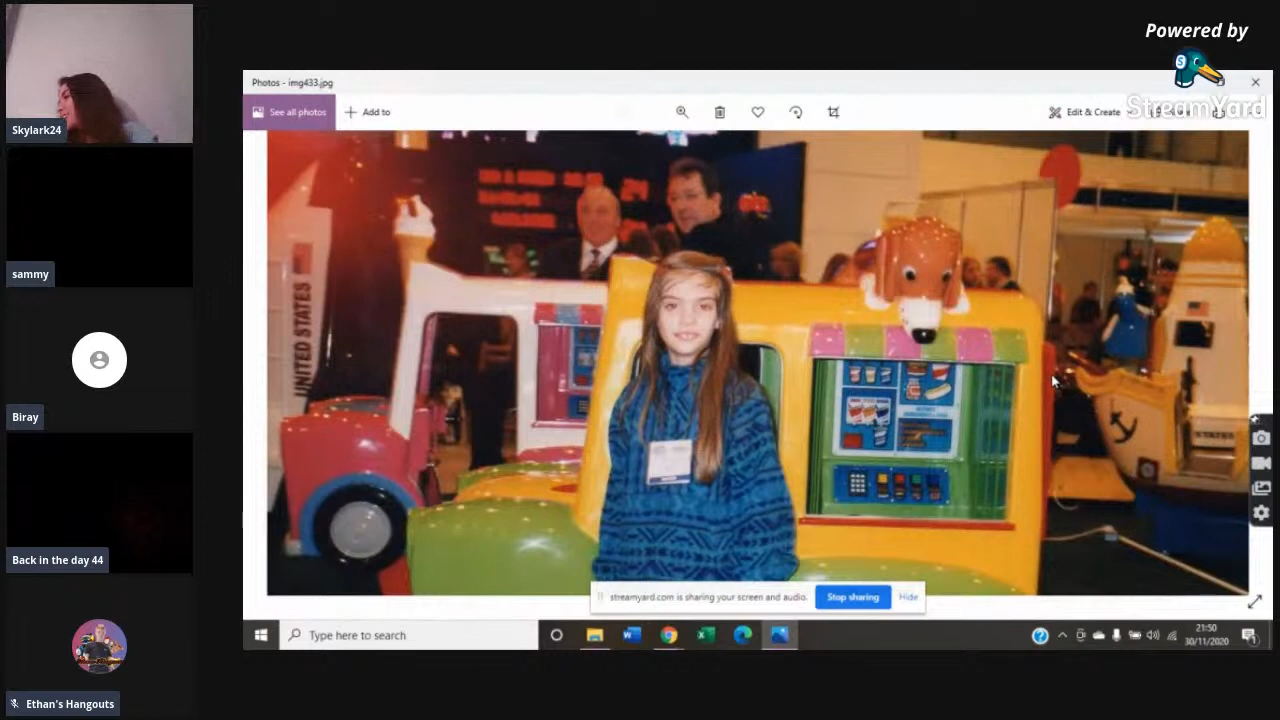 Powered by
StreamYard
Skylark24
sammy
Biray
Back in the day 44
Ethan's Hangouts
Photos - img433.jpg
See all photos
Add to
Edit & Create
24
UNITED STATES
STATES
streamyard.com is sharing your screen and audio.
Stop sharing
Hide
Type here to search
21:50
30/11/2020